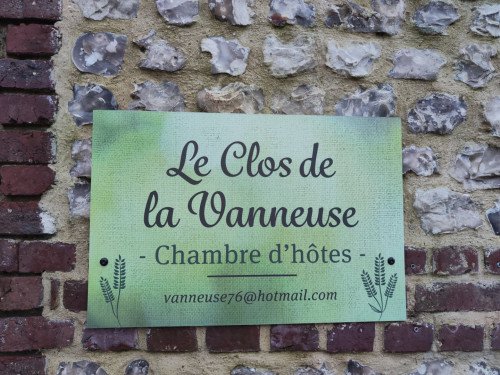 Le Clos de
la Vanneuse
- Chambre d'hôtes -
vanneuse76@hotmail.com